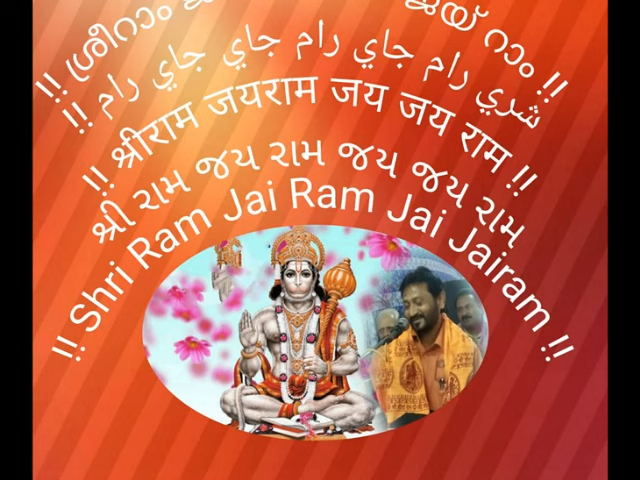 !! ശ്രീറാം ജയ് റാം !!
!! شري رام جاي رام جاي جاي رام
!! श्रीराम जयराम जय जय राम !!
શ્રી રામ જય રામ જય જય રામ
!! Shri Ram Jai Ram Jai Jairam !!